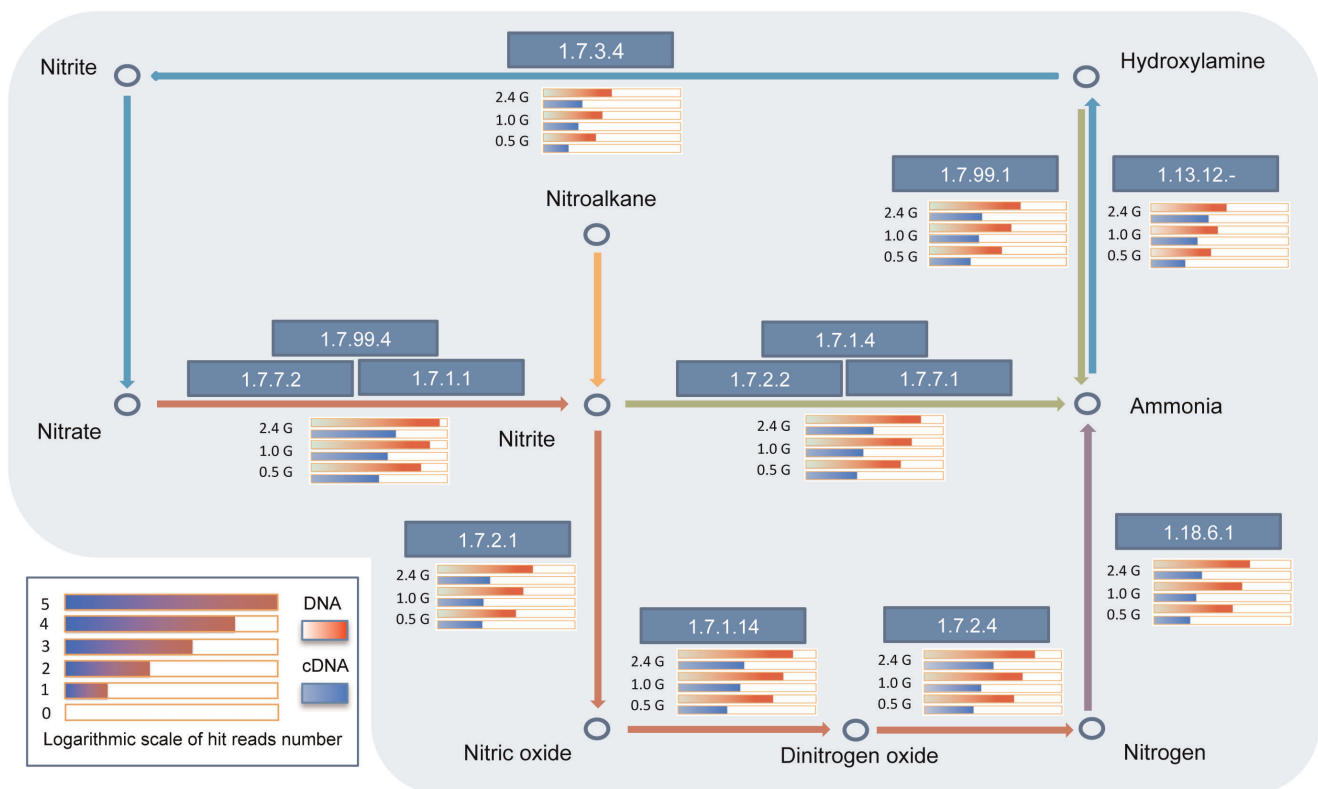 1.7.3.4
Nitrite
Hydroxylamine
2.4 G
1.0 G
0.5 G
1.7.99.1
2.4 G
1.0 G
0.5 G
1.13.12.-
2.4 G
1.0 G
0.5 G
Nitroalkane
1.7.99.4
1.7.7.2
1.7.1.1
1.7.1.4
1.7.2.2
1.7.7.1
Nitrate
2.4 G
1.0 G
0.5 G
Nitrite
2.4 G
1.0 G
0.5 G
Ammonia
1.7.2.1
2.4 G
1.0 G
0.5 G
1.18.6.1
2.4 G
1.0 G
0.5 G
1.7.1.14
2.4 G
1.0 G
0.5 G
1.7.2.4
2.4 G
1.0 G
0.5 G
Nitric oxide
Dinitrogen oxide
Nitrogen
5
4
3
2
1
0
DNA
cDNA
Logarithmic scale of hit reads number